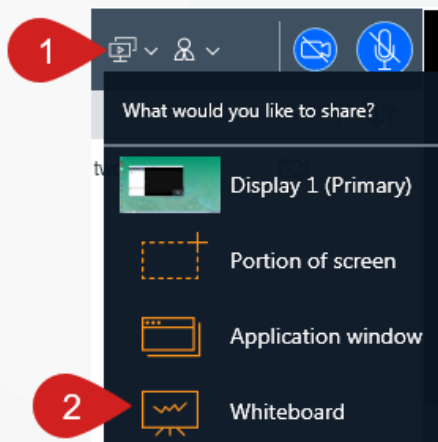 1
What would you like to share?
Display 1 (Primary)
Portion of screen
Application window
2
Whiteboard